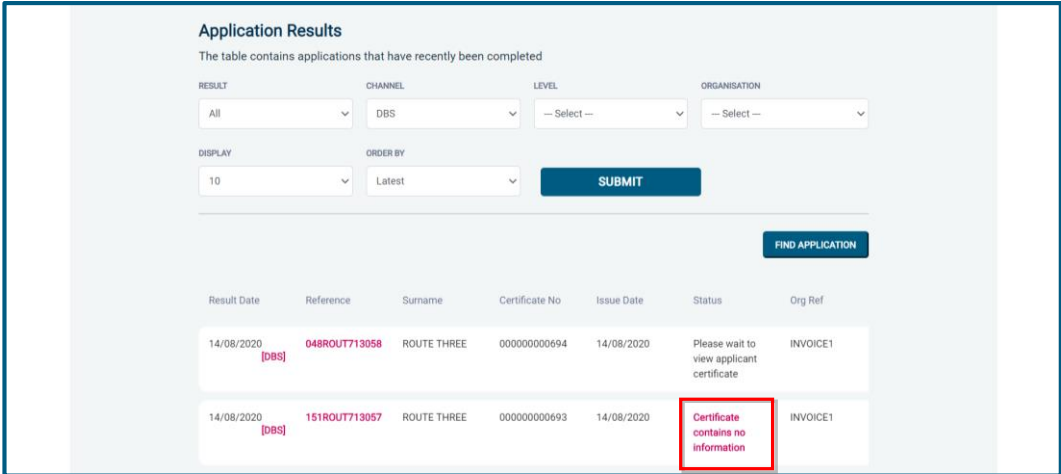 Application Results
The table contains applications that have recently been completed
RESULT CHANNEL LEVEL ORGANISATION
All DBS --- Select --- --- Select ---
DISPLAY ORDER BY
10 Latest SUBMIT
FIND APPLICATION
Result Date Reference Surname Certificate No Issue Date Status Org Ref
14/08/2020 048ROUT713058 ROUTE THREE 000000000694 14/08/2020 Please wait to INVOICE1
[DBS] view applicant
certificate
14/08/2020 151ROUT713057 ROUTE THREE 000000000693 14/08/2020 Certificate INVOICE1
[DBS] contains no
information